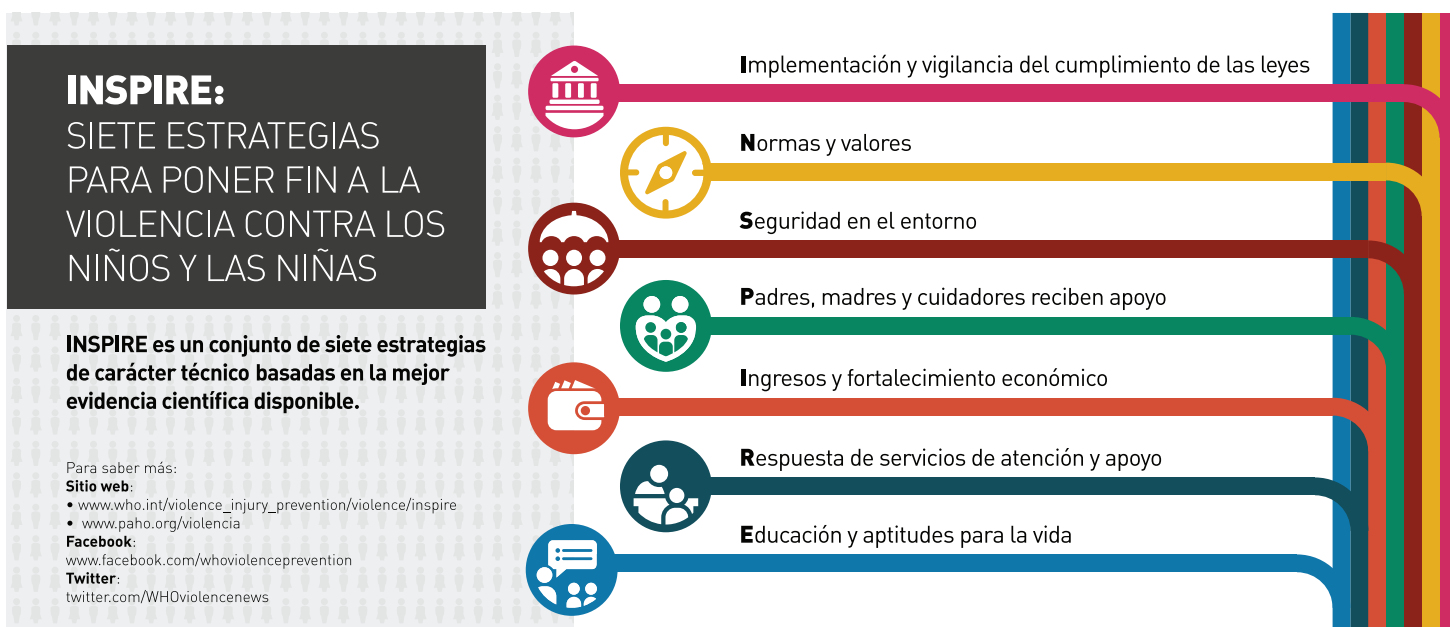 INSPIRE:
SIETE ESTRATEGIAS
PARA PONER FIN A LA
VIOLENCIA CONTRA LOS
NIÑOS Y LAS NIÑAS
INSPIRE es un conjunto de siete estrategias
de carácter técnico basadas en la mejor
evidencia científica disponible.
Para saber más:
Sitio web:
• www.who.int/violence_injury_prevention/violence/inspire
• www.paho.org/violencia
Facebook:
www.facebook.com/whoviolenceprevention
Twitter:
twitter.com/WHOviolencenews
Implementación y vigilancia del cumplimiento de las leyes
Normas y valores
Seguridad en el entorno
Padres, madres y cuidadores reciben apoyo
Ingresos y fortalecimiento económico
Respuesta de servicios de atención y apoyo
Educación y aptitudes para la vida